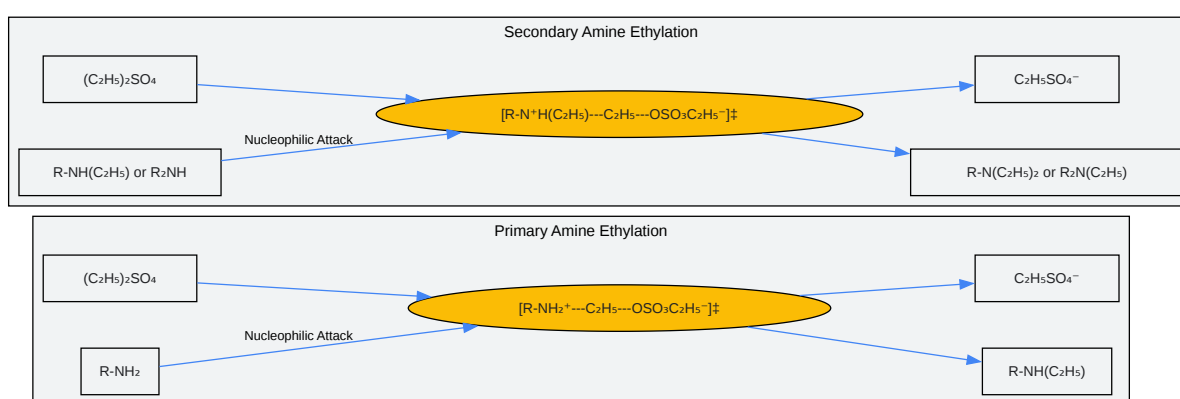 Secondary Amine Ethylation
(C₂H₅)₂SO₄
C₂H₅SO₄⁻
[R-N⁺H(C₂H₅)---C₂H₅---OSO₃C₂H₅⁻]‡
Nucleophilic Attack
R-NH(C₂H₅) or R₂NH
R-N(C₂H₅)₂ or R₂N(C₂H₅)
Primary Amine Ethylation
(C₂H₅)₂SO₄
C₂H₅SO₄⁻
[R-NH₂⁺---C₂H₅---OSO₃C₂H₅⁻]‡
Nucleophilic Attack
R-NH₂
R-NH(C₂H₅)